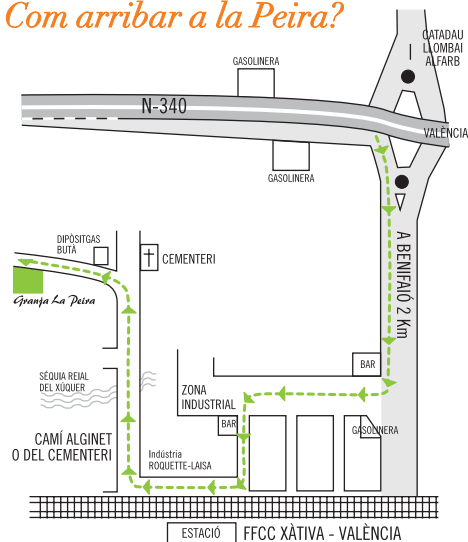 Com arribar a la Peira?
GASOLINERA
CATADAU
LLOMBAI
ALFARB
N-340
VALÈNCIA
GASOLINERA
A BENIFAIÓ 2 Km
DIPÒSITGAS
BUTÀ
CEMENTERI
Granja La Peira
BAR
SÉQUIA REIAL
DEL XÚQUER
ZONA
INDUSTRIAL
BAR
GASOLINERA
CAMÍ ALGINET
O DEL CEMENTERI
Indústria
ROQUETTE-LAISA
ESTACIÓ
FFCC XÀTIVA - VALÈNCIA